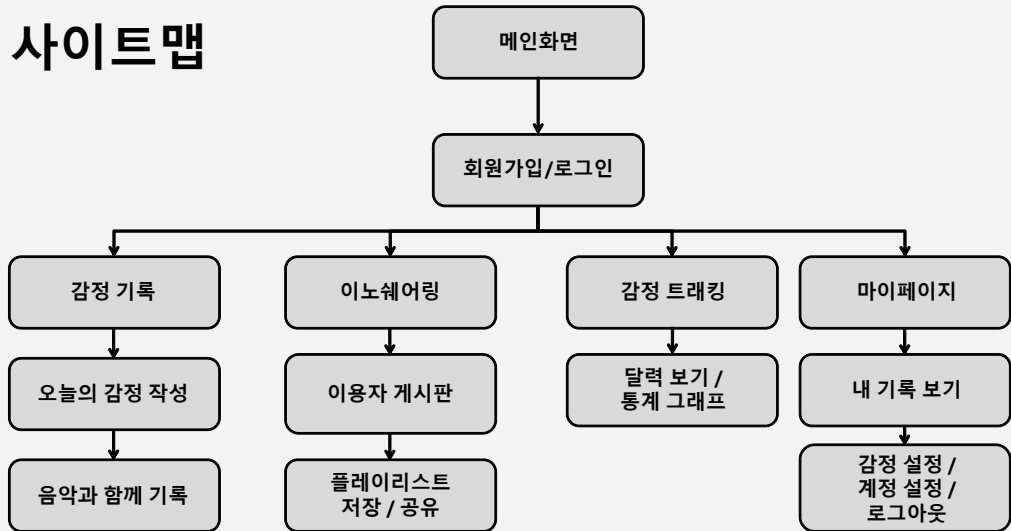 사이트맵
메인화면
회원가입/로그인
감정 기록
이노쉐어링
감정 트래킹
마이페이지
오늘의 감정 작성
이용자 게시판
달력 보기 /
통계 그래프
내 기록 보기
음악과 함께 기록
플레이리스트
저장 / 공유
감정 설정 /
계정 설정 /
로그아웃